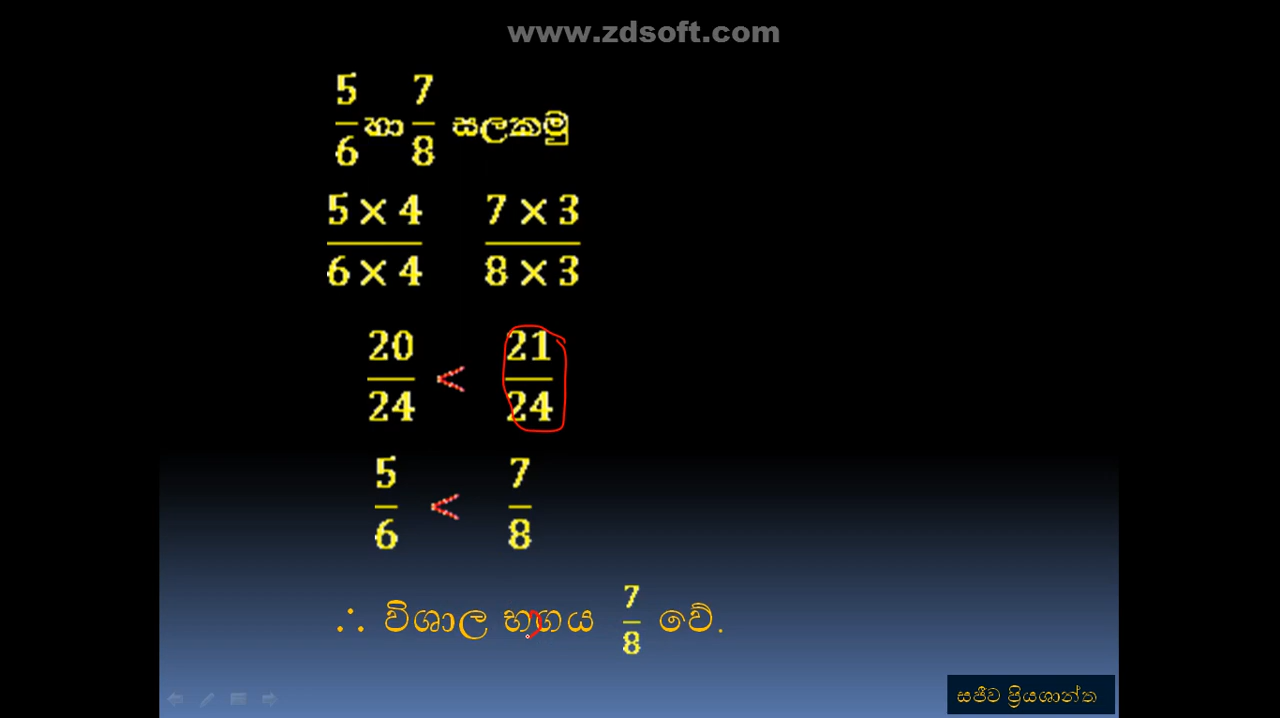 www.zdsoft.com
5/6 හා 7/8 සලකමු
5 × 4 / 6 × 4 7 × 3 / 8 × 3
20/24 < 21/24
5/6 < 7/8
∴ විශාල භාගය 7/8 වේ.
සජීව ප්‍රියශාන්ත